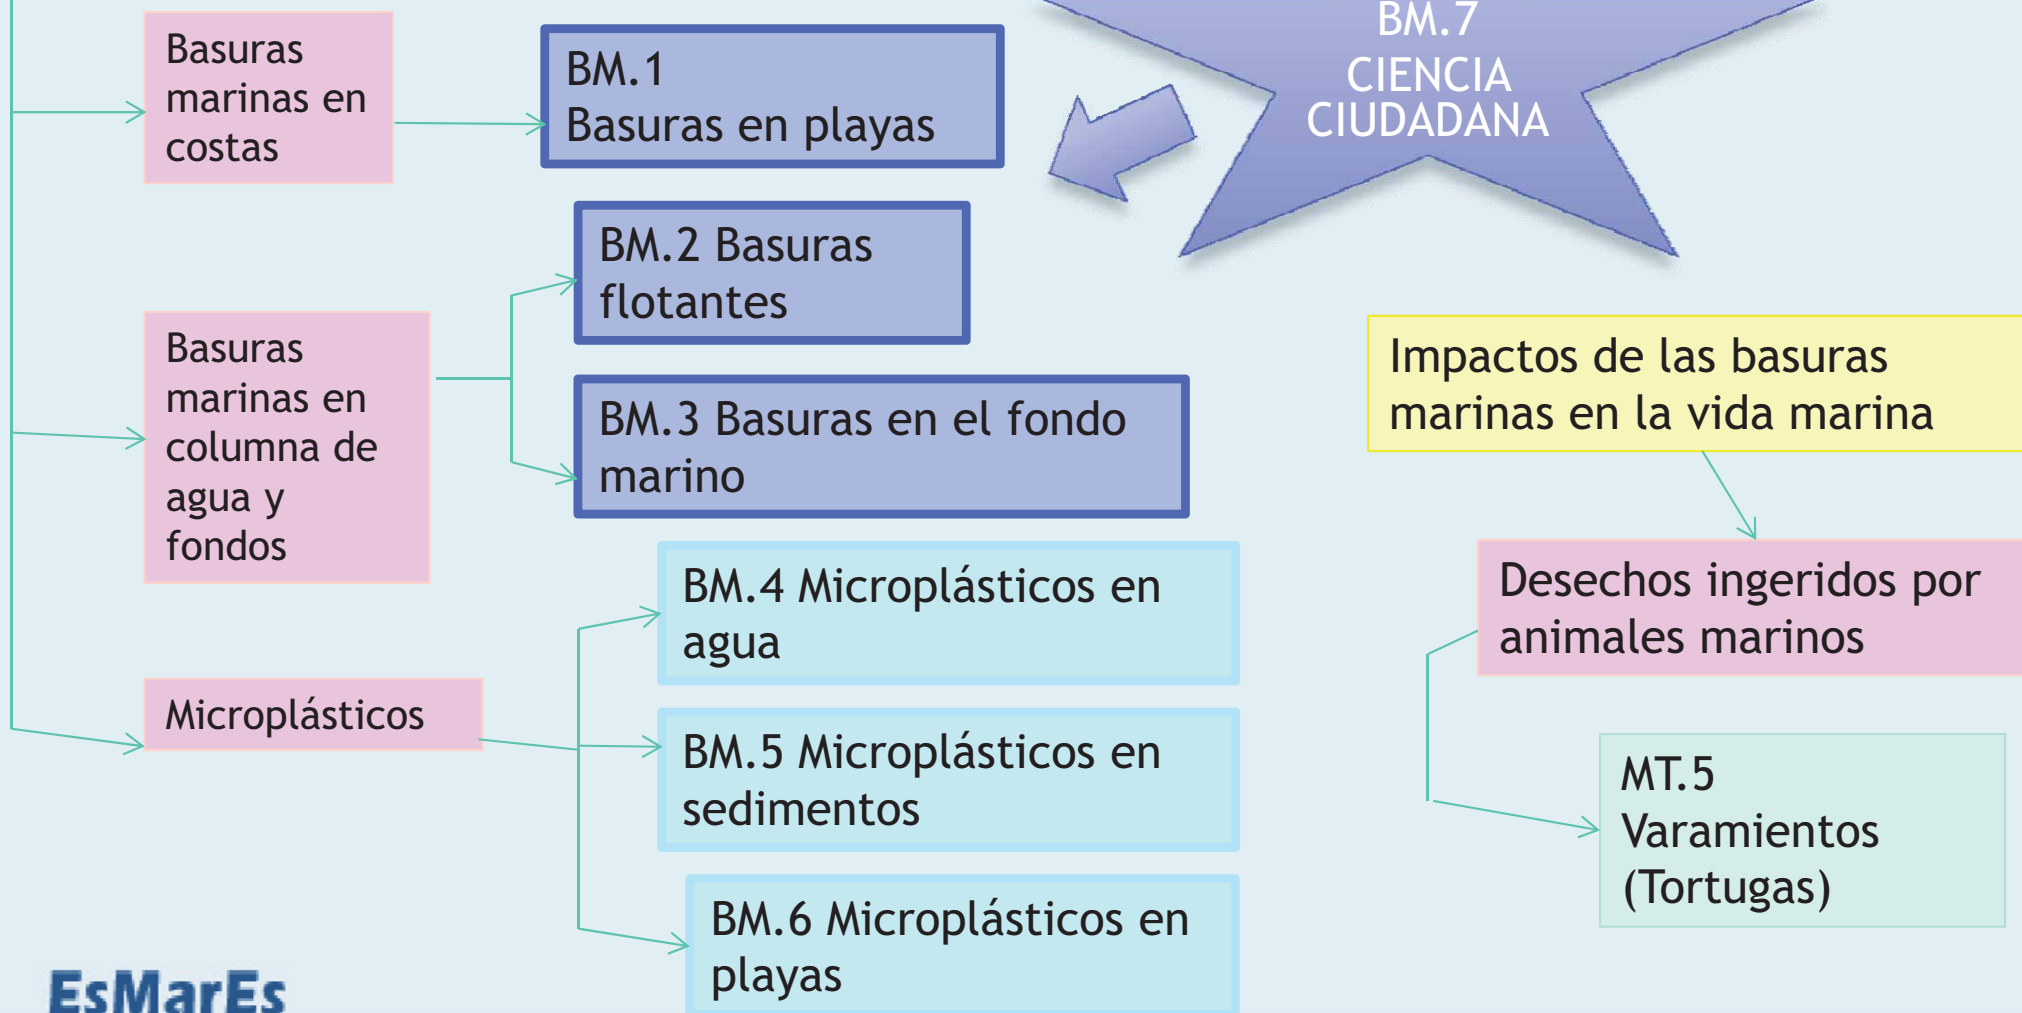 Basuras
marinas en
costas
BM.1
Basuras en playas
BM.7
CIENCIA
CIUDADANA
Basuras
marinas en
columna de
agua y
fondos
BM.2 Basuras
flotantes
BM.3 Basuras en el fondo
marino
Impactos de las basuras
marinas en la vida marina
Microplásticos
BM.4 Microplásticos en
agua
BM.5 Microplásticos en
sedimentos
BM.6 Microplásticos en
playas
Desechos ingeridos por
animales marinos
MT.5
Varamientos
(Tortugas)
EsMarEs